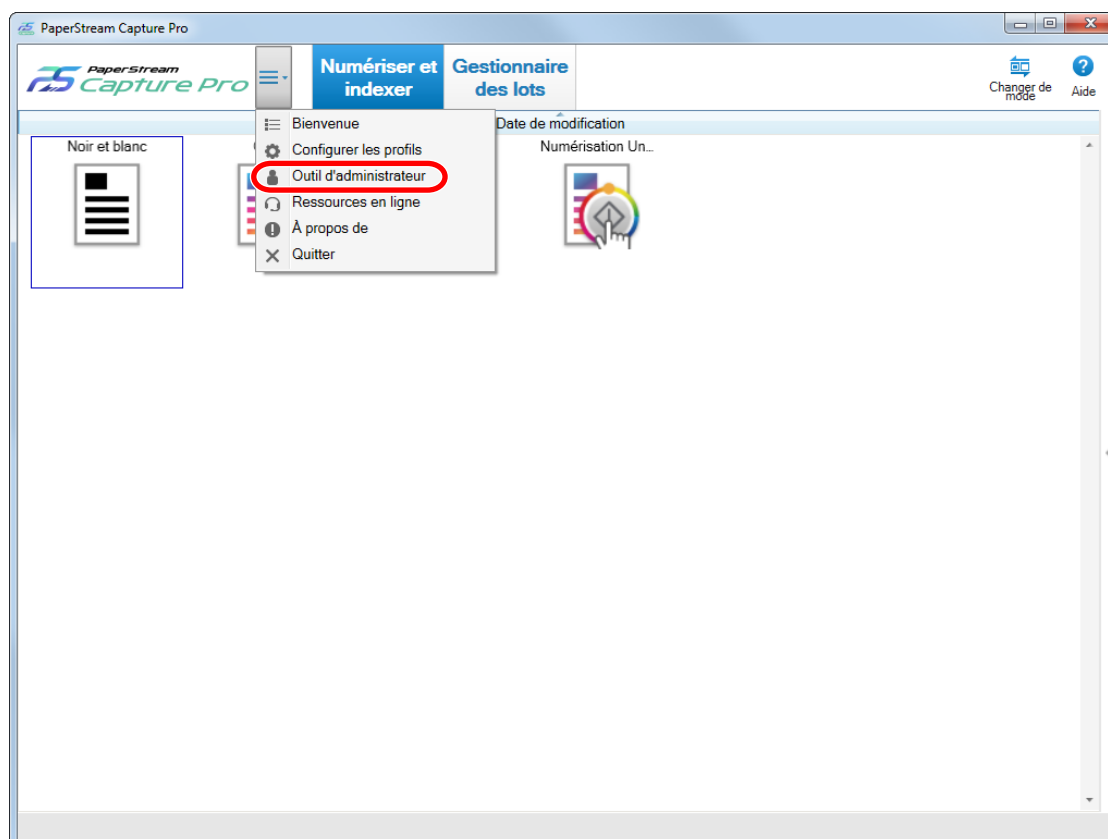 PaperStream Capture Pro
PaperStream
Capture Pro
Numériser et
indexer
Gestionnaire
des lots
Changer de
mode
Aide
Date de modification
Bienvenue
Configurer les profils
Outil d'administrateur
Ressources en ligne
À propos de
Quitter
Noir et blanc
Numérisation Un...